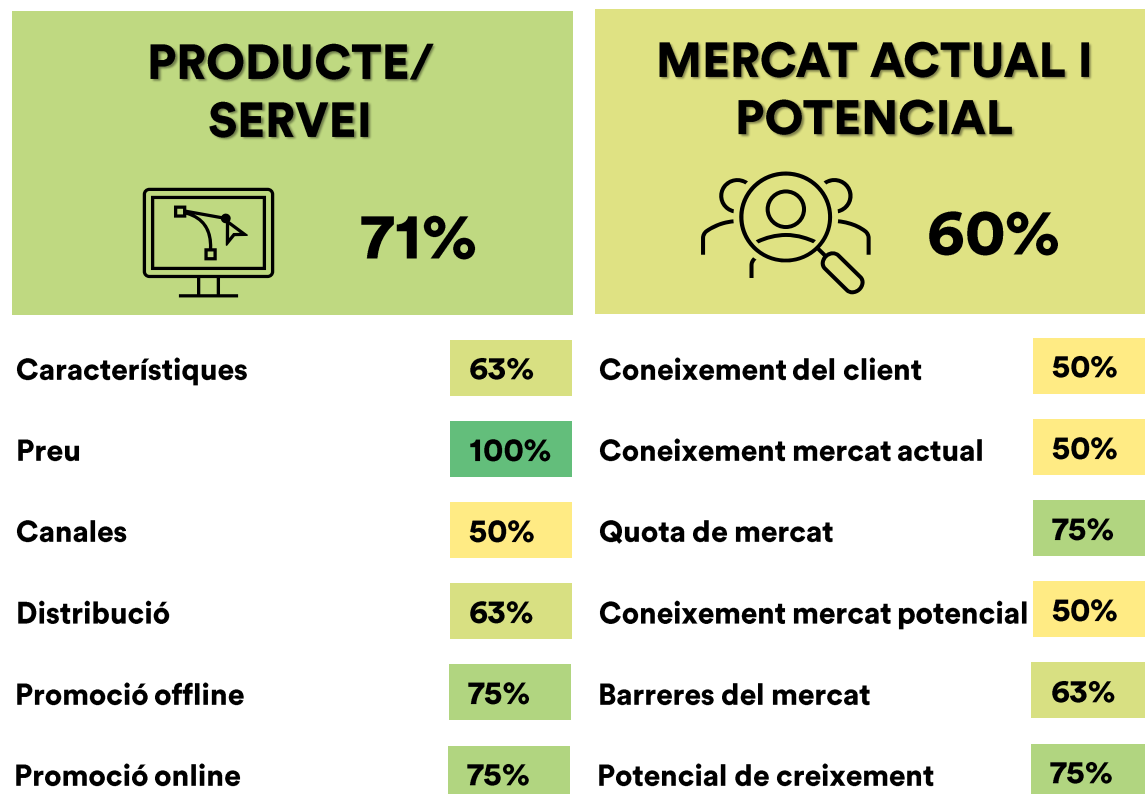 PRODUCTE/
SERVEI
71%
Característiques 63%
Preu 100%
Canales 50%
Distribució 63%
Promoció offline 75%
Promoció online 75%
MERCAT ACTUAL I
POTENCIAL
60%
Coneixement del client 50%
Coneixement mercat actual 50%
Quota de mercat 75%
Coneixement mercat potencial 50%
Barreres del mercat 63%
Potencial de creixement 75%